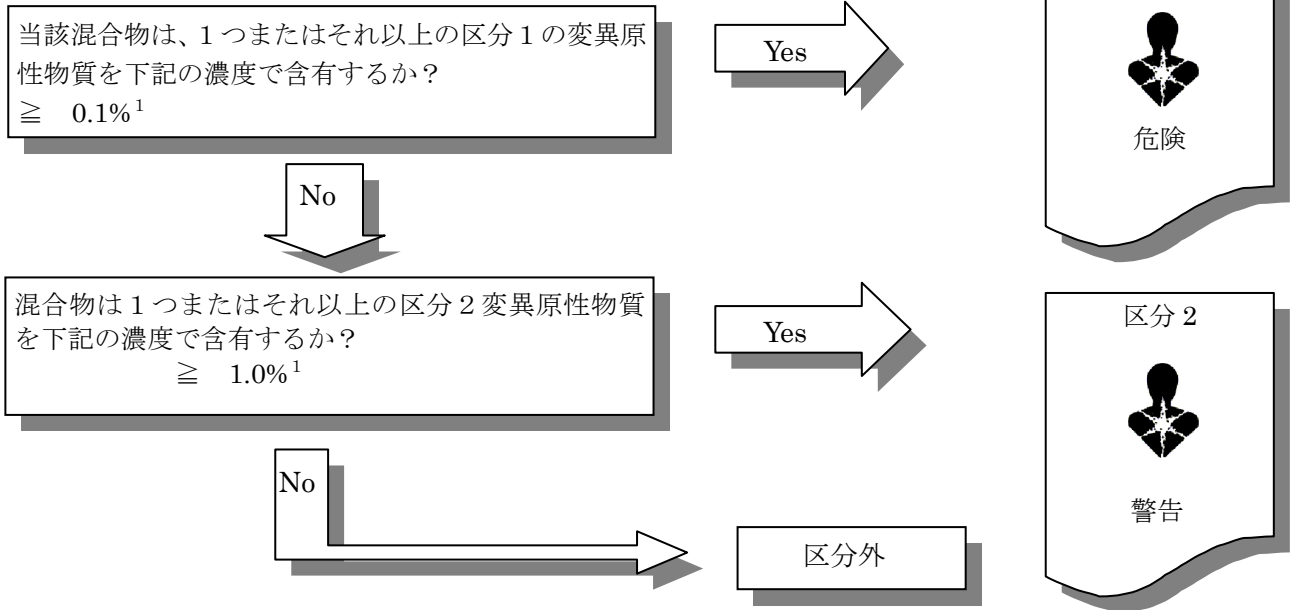 当該混合物は、１つまたはそれ以上の区分１の変異原
性物質を下記の濃度で含有するか？
≧ 0.1%¹
Yes
危険
No
混合物は１つまたはそれ以上の区分２変異原性物質
を下記の濃度で含有するか？
≧ 1.0%¹
Yes
区分 2
警告
No
区分外